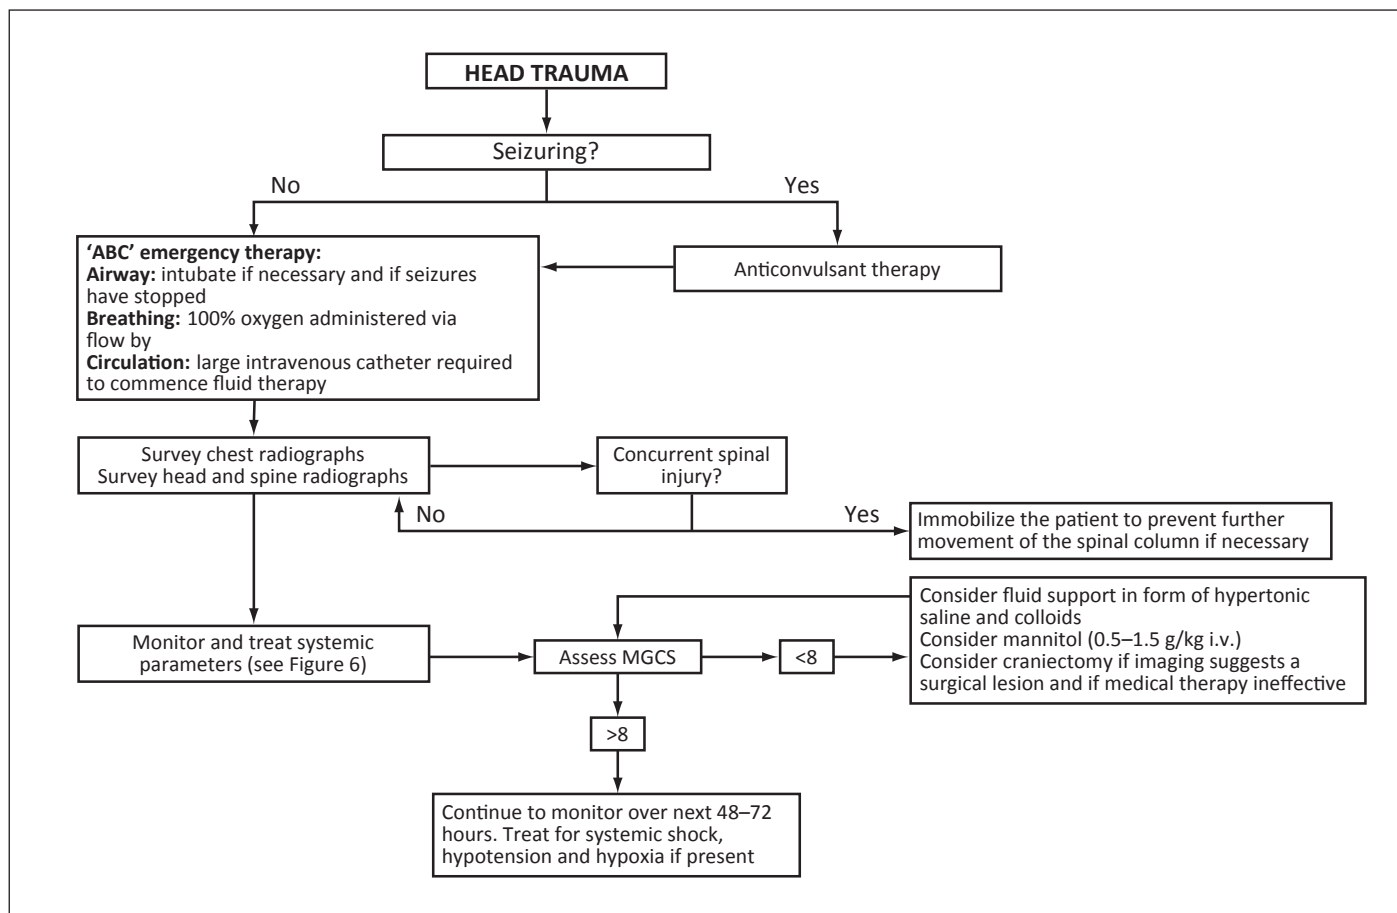 HEAD TRAUMA
Seizuring?
No
Yes
‘ABC’ emergency therapy:
Airway: intubate if necessary and if seizures
have stopped
Breathing: 100% oxygen administered via
flow by
Circulation: large intravenous catheter required
to commence fluid therapy
Anticonvulsant therapy
Survey chest radiographs
Survey head and spine radiographs
Concurrent spinal
injury?
No
Yes
Immobilize the patient to prevent further
movement of the spinal column if necessary
Monitor and treat systemic
parameters (see Figure 6)
Assess MGCS
<8
Consider fluid support in form of hypertonic
saline and colloids
Consider mannitol (0.5–1.5 g/kg i.v.)
Consider craniectomy if imaging suggests a
surgical lesion and if medical therapy ineffective
>8
Continue to monitor over next 48–72
hours. Treat for systemic shock,
hypotension and hypoxia if present